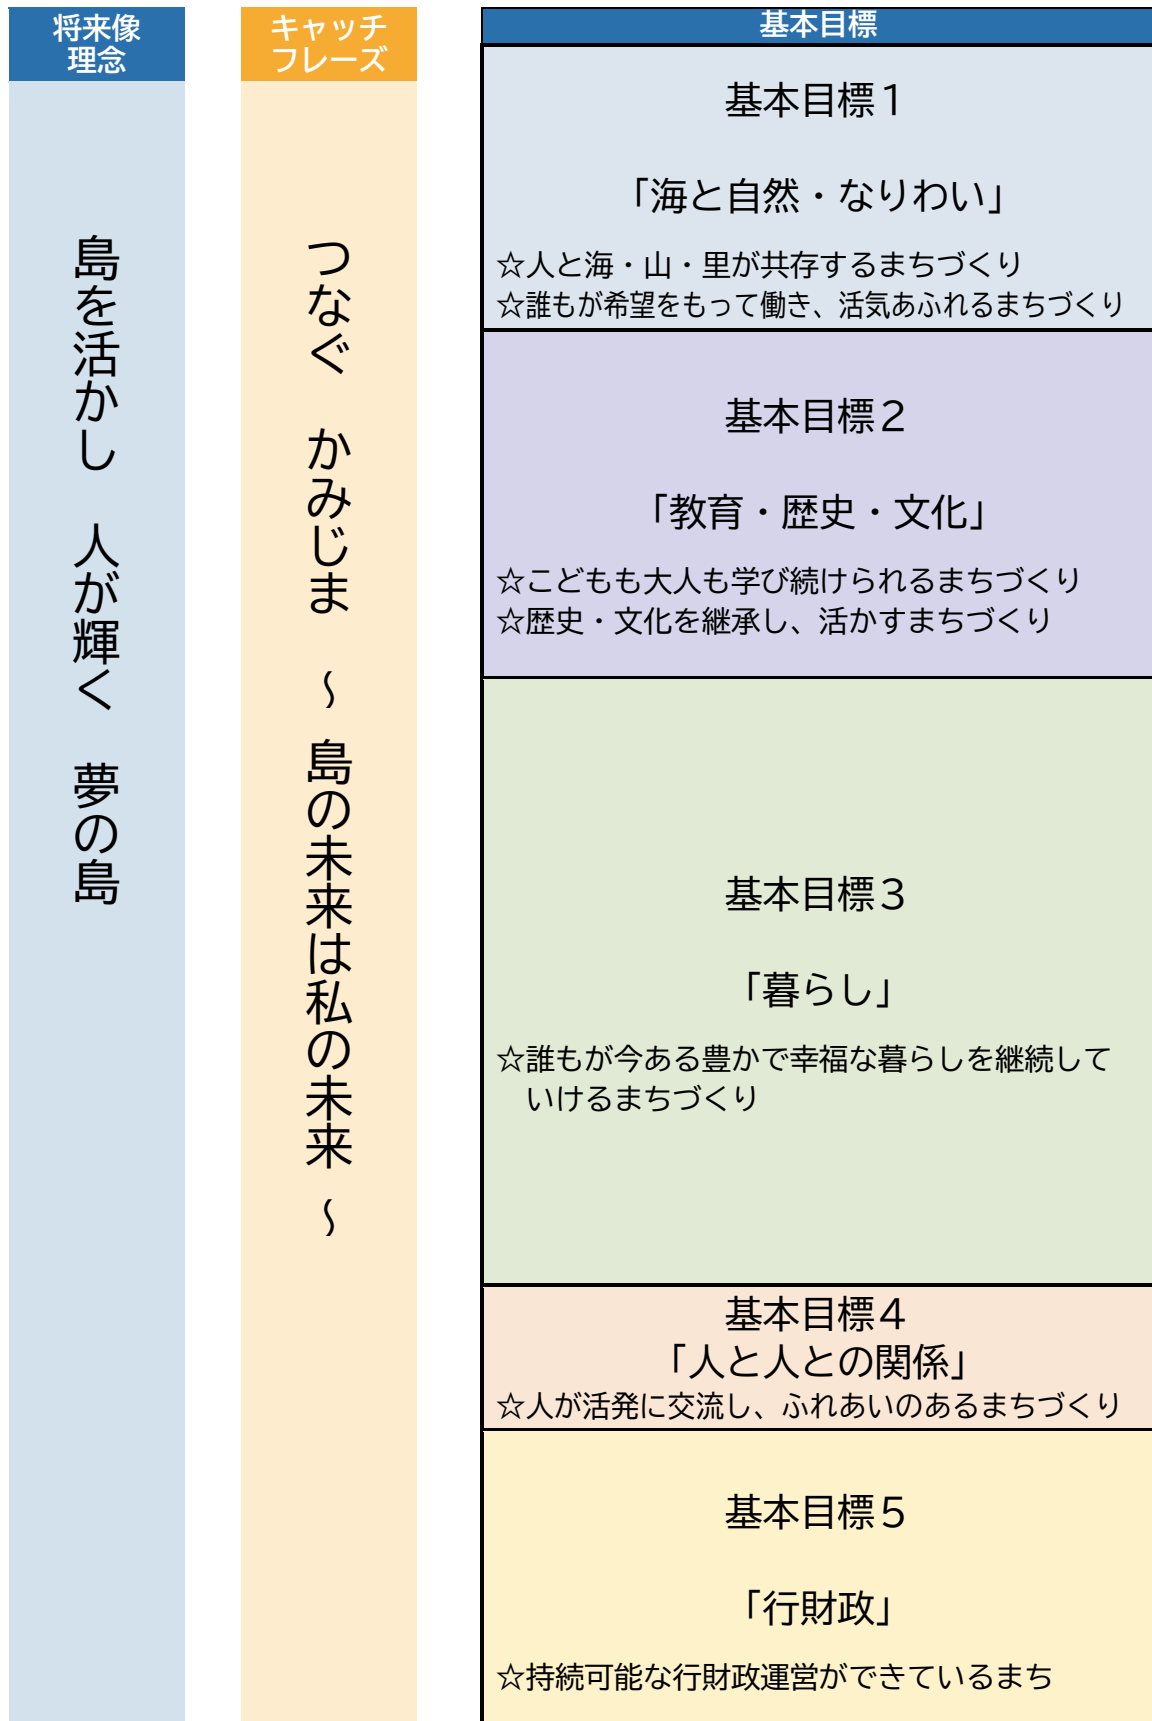 将来像
理念
島を活かし　人が輝く　夢の島
キャッチ
フレーズ
つなぐ　かみじま　～ 島の未来は私の未来 ～
基本目標
基本目標１
「海と自然・なりわい」
☆人と海・山・里が共存するまちづくり
☆誰もが希望をもって働き、活気あふれるまちづくり
基本目標２
「教育・歴史・文化」
☆こどもも大人も学び続けられるまちづくり
☆歴史・文化を継承し、活かすまちづくり
基本目標３
「暮らし」
☆誰もが今ある豊かで幸福な暮らしを継続して
いけるまちづくり
基本目標４
「人と人との関係」
☆人が活発に交流し、ふれあいのあるまちづくり
基本目標５
「行財政」
☆持続可能な行財政運営ができているまち